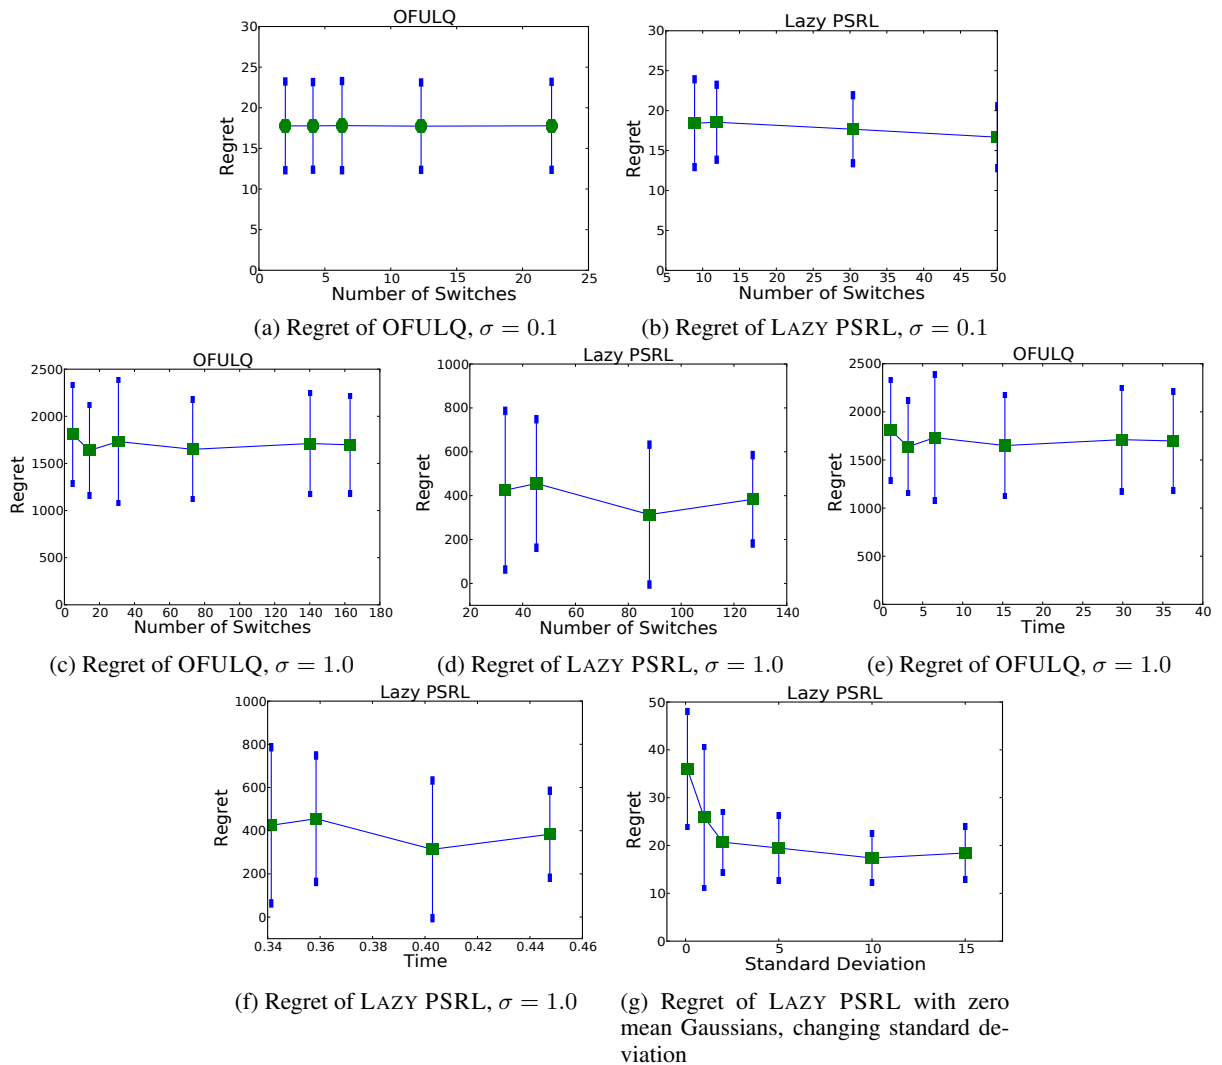 OFULQ
30
25
20
15
10
5
0
Regret
0 5 10 15 20 25
Number of Switches
(a) Regret of OFULQ, σ = 0.1
Lazy PSRL
30
25
20
15
10
5
0
Regret
5 10 15 20 25 30 35 40 45 50
Number of Switches
(b) Regret of LAZY PSRL, σ = 0.1
OFULQ
2500
2000
1500
1000
500
0
Regret
0 20 40 60 80 100 120 140 160 180
Number of Switches
(c) Regret of OFULQ, σ = 1.0
Lazy PSRL
1000
800
600
400
200
0
Regret
20 40 60 80 100 120 140
Number of Switches
(d) Regret of LAZY PSRL, σ = 1.0
OFULQ
2500
2000
1500
1000
500
0
Regret
0 5 10 15 20 25 30 35 40
Time
(e) Regret of OFULQ, σ = 1.0
Lazy PSRL
1000
800
600
400
200
0
Regret
0.34 0.36 0.38 0.40 0.42 0.44 0.46
Time
(f) Regret of LAZY PSRL, σ = 1.0
Lazy PSRL
50
40
30
20
10
0
Regret
0 5 10 15
Standard Deviation
(g) Regret of LAZY PSRL with zero
mean Gaussians, changing standard de-
viation